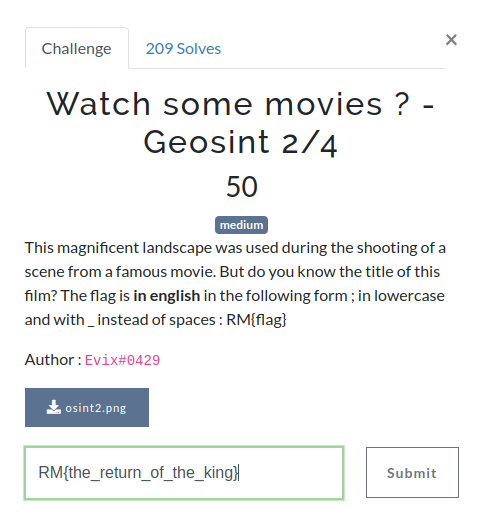 Challenge
209 Solves
×
Watch some movies ? -
Geosint 2/4
50
medium
This magnificent landscape was used during the shooting of a
scene from a famous movie. But do you know the title of this
film? The flag is in english in the following form ; in lowercase
and with _ instead of spaces : RM{flag}
Author : Evix#0429
osint2.png
RM{the_return_of_the_king}
Submit